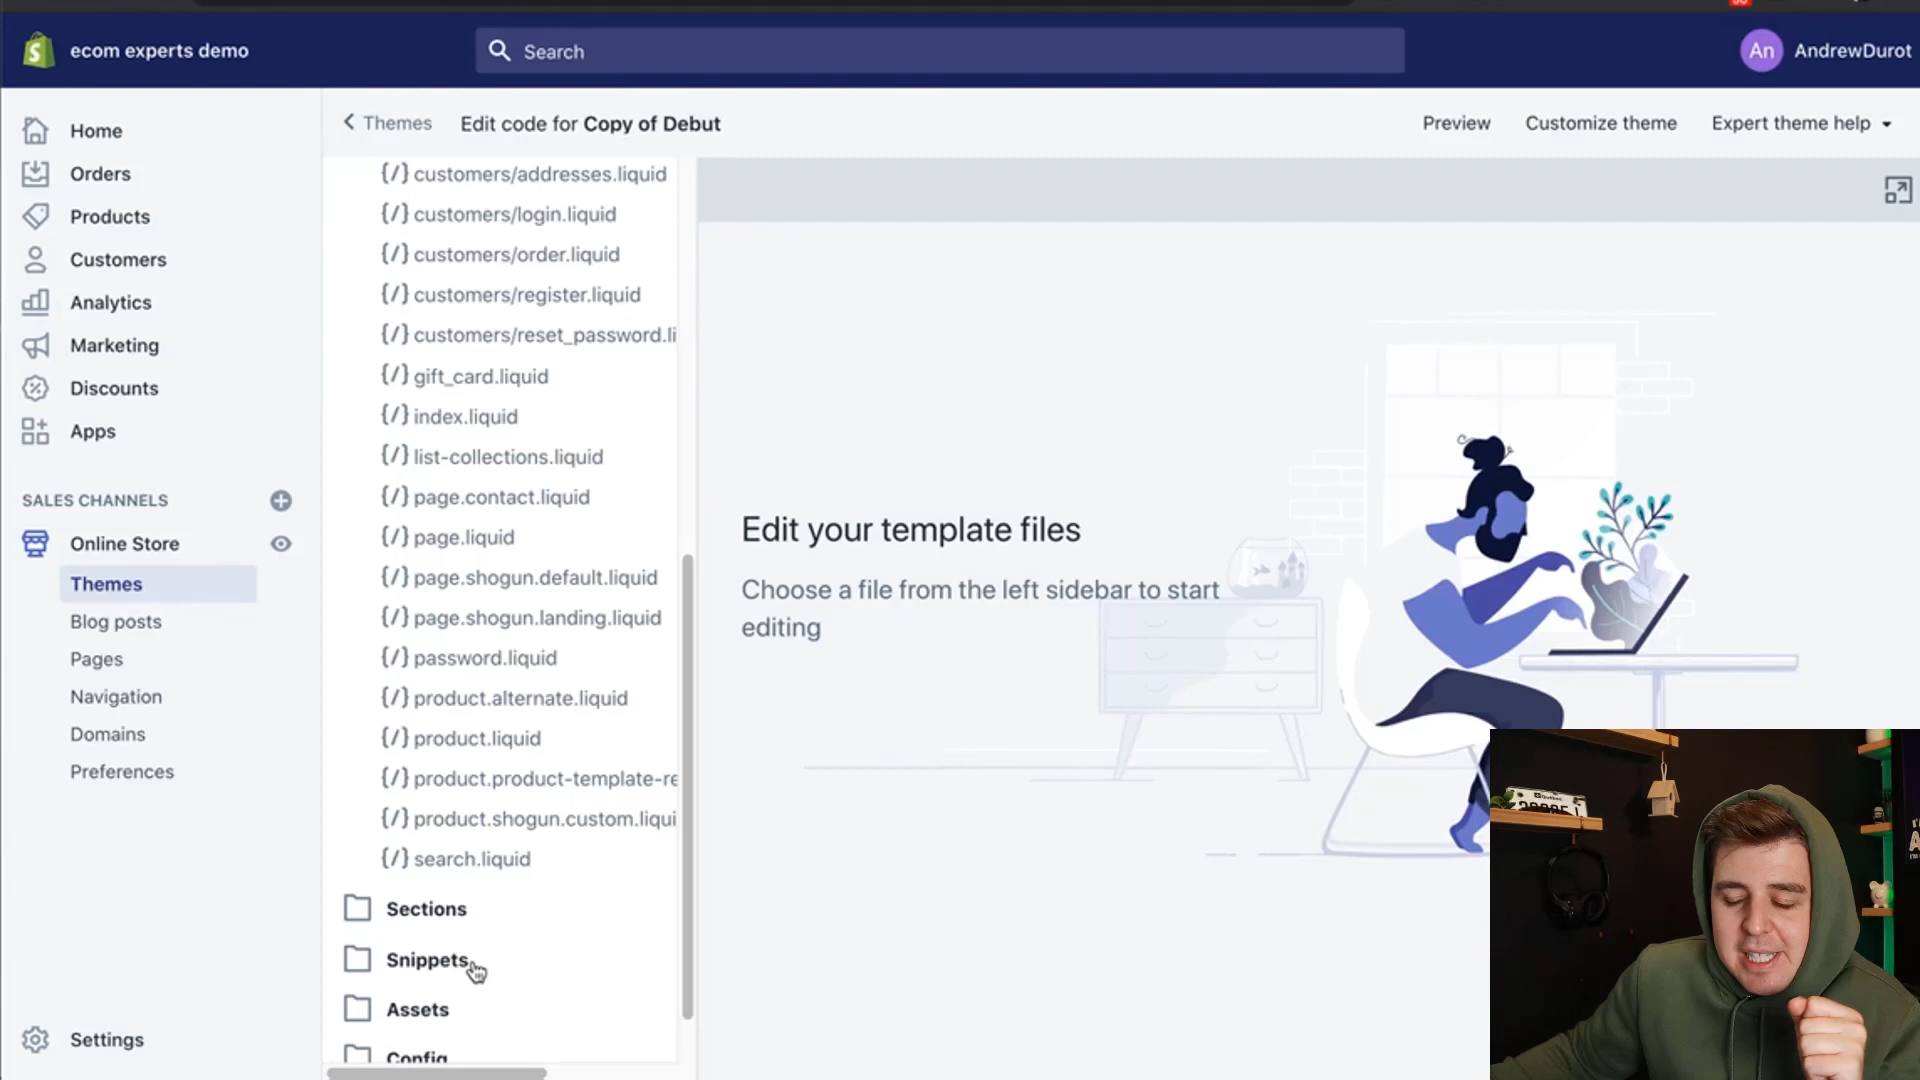 ecom experts demo
Search
An
AndrewDurot
Home
Orders
Products
Customers
Analytics
Marketing
Discounts
Apps
SALES CHANNELS
Online Store
Themes
Blog posts
Pages
Navigation
Domains
Preferences
Settings
Themes
Edit code for Copy of Debut
Preview
Customize theme
Expert theme help
{/} customers/addresses.liquid
{/} customers/login.liquid
{/} customers/order.liquid
{/} customers/register.liquid
{/} customers/reset_password.li
{/} gift_card.liquid
{/} index.liquid
{/} list-collections.liquid
{/} page.contact.liquid
{/} page.liquid
{/} page.shogun.default.liquid
{/} page.shogun.landing.liquid
{/} password.liquid
{/} product.alternate.liquid
{/} product.liquid
{/} product.product-template-re
{/} product.shogun.custom.liqui
{/} search.liquid
Sections
Snippets
Assets
Config
Edit your template files
Choose a file from the left sidebar to start
editing